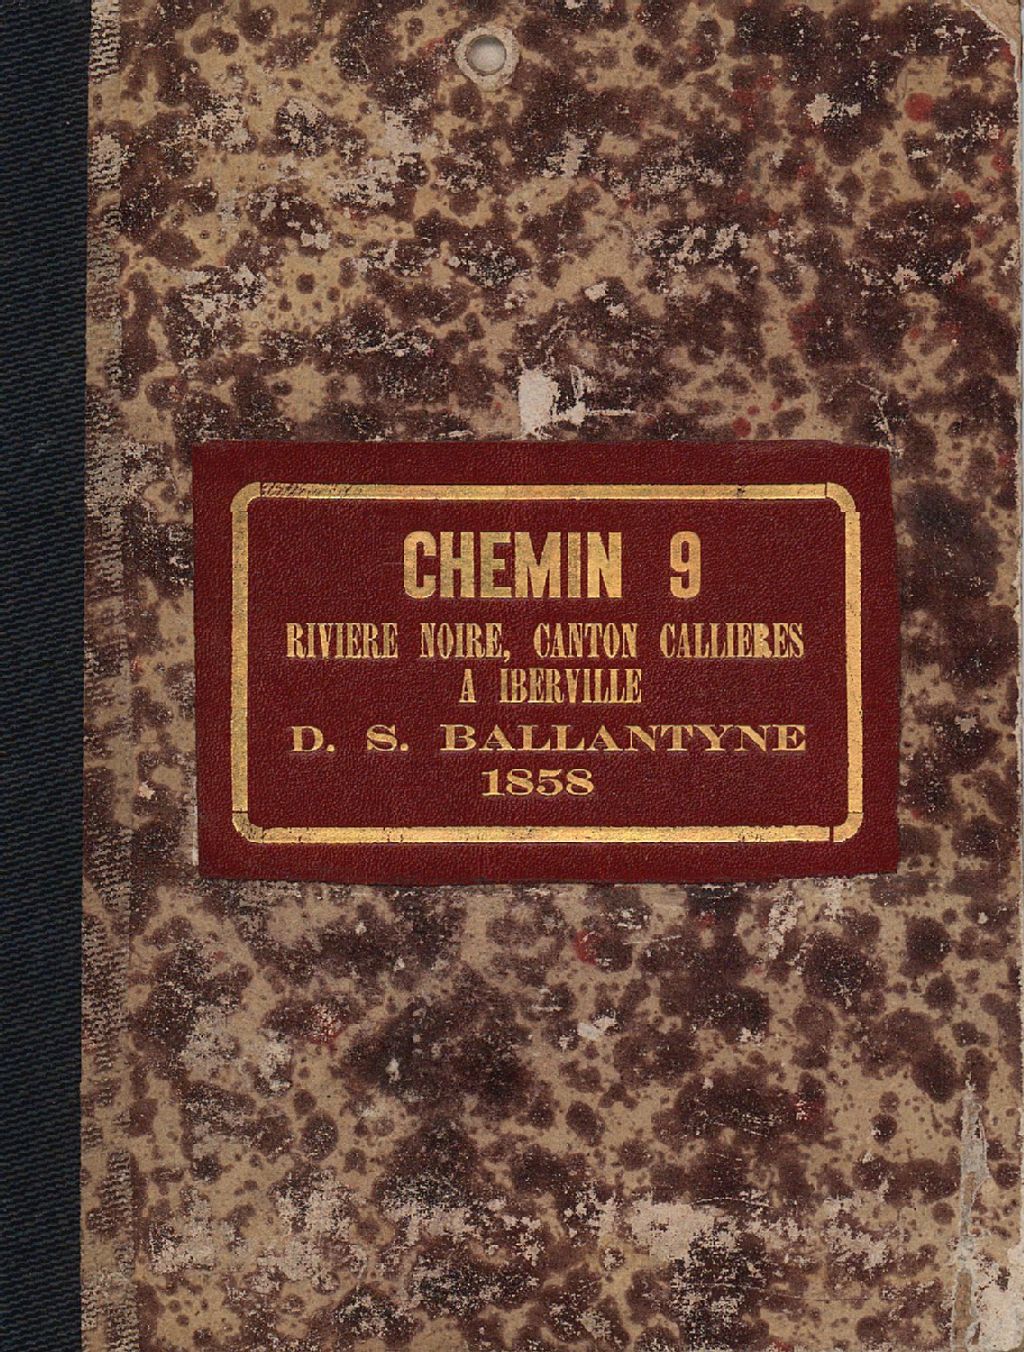 CHEMIN 9
RIVIERE NOIRE, CANTON CALLIERES
A IBERVILLE
D. S. BALLANTYNE
1858